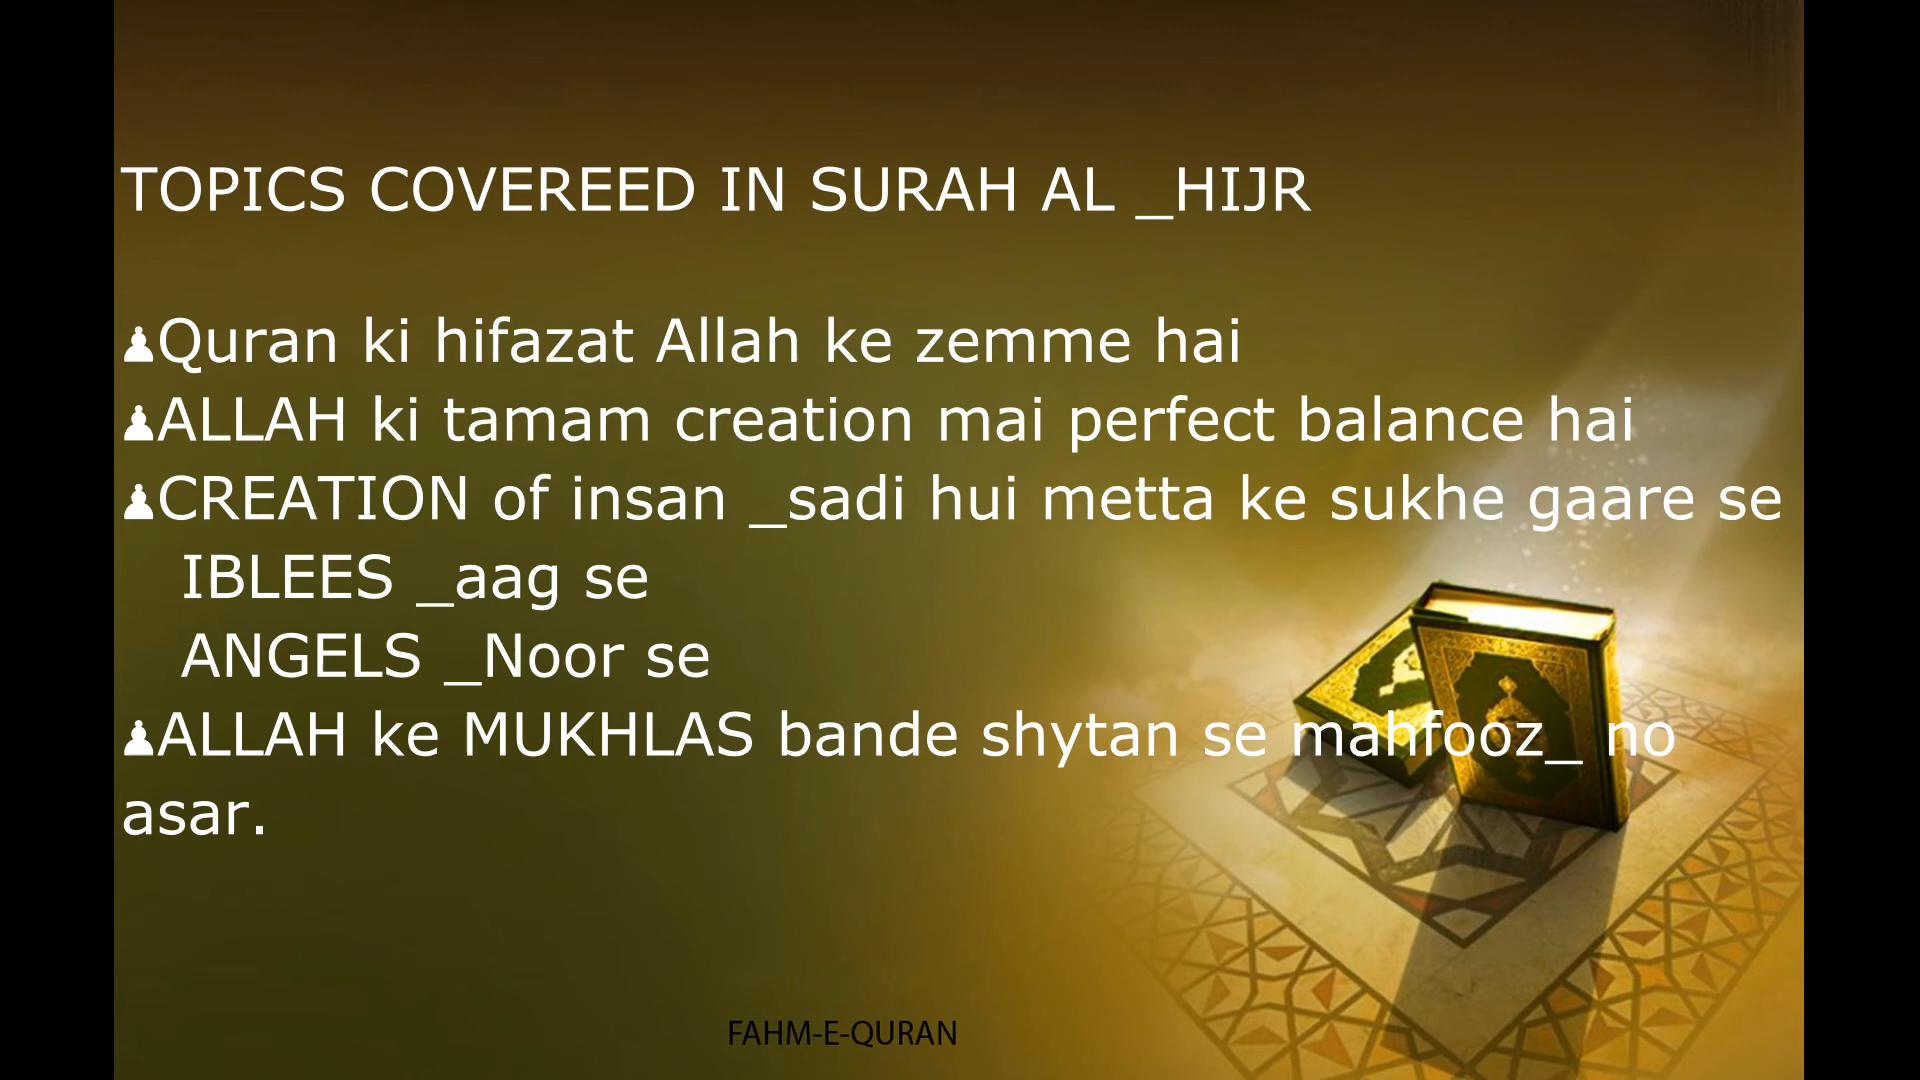 TOPICS COVEREED IN SURAH AL _HIJR
♟Quran ki hifazat Allah ke zemme hai
♟ALLAH ki tamam creation mai perfect balance hai
♟CREATION of insan _sadi hui metta ke sukhe gaare se
IBLEES _aag se
ANGELS _Noor se
♟ALLAH ke MUKHLAS bande shytan se mahfooz_ no
asar.
FAHM-E-QURAN